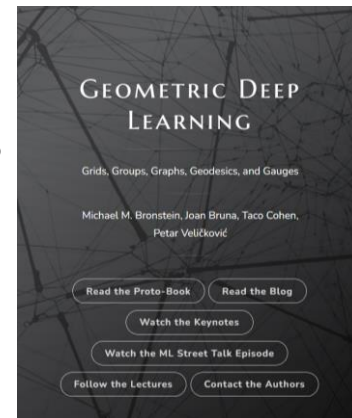 GEOMETRIC DEEP
LEARNING
Grids, Groups, Graphs, Geodesics, and Gauges
Michael M. Bronstein, Joan Bruna, Taco Cohen,
Petar Veličković
Read the Proto-Book
Read the Blog
Watch the Keynotes
Watch the ML Street Talk Episode
Follow the Lectures
Contact the Authors